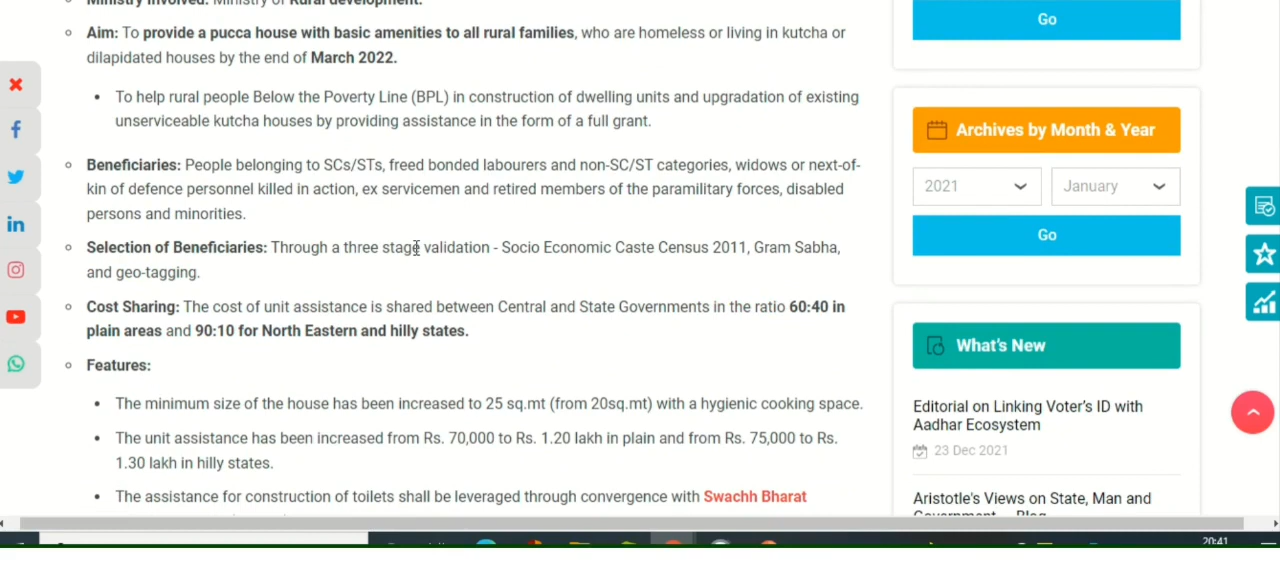 Ministry Involved: Ministry of Rural development.
Aim: To provide a pucca house with basic amenities to all rural families, who are homeless or living in kutcha or
dilapidated houses by the end of March 2022.
To help rural people Below the Poverty Line (BPL) in construction of dwelling units and upgradation of existing
unserviceable kutcha houses by providing assistance in the form of a full grant.
Beneficiaries: People belonging to SCs/STs, freed bonded labourers and non-SC/ST categories, widows or next-of-
kin of defence personnel killed in action, ex servicemen and retired members of the paramilitary forces, disabled
persons and minorities.
Selection of Beneficiaries: Through a three stage validation - Socio Economic Caste Census 2011, Gram Sabha,
and geo-tagging.
Cost Sharing: The cost of unit assistance is shared between Central and State Governments in the ratio 60:40 in
plain areas and 90:10 for North Eastern and hilly states.
Features:
The minimum size of the house has been increased to 25 sq.mt (from 20sq.mt) with a hygienic cooking space.
The unit assistance has been increased from Rs. 70,000 to Rs. 1.20 lakh in plain and from Rs. 75,000 to Rs.
1.30 lakh in hilly states.
The assistance for construction of toilets shall be leveraged through convergence with Swachh Bharat
Go
Archives by Month & Year
2021 January
Go
What's New
Editorial on Linking Voter's ID with
Aadhar Ecosystem
23 Dec 2021
Aristotle's Views on State, Man and
20:41